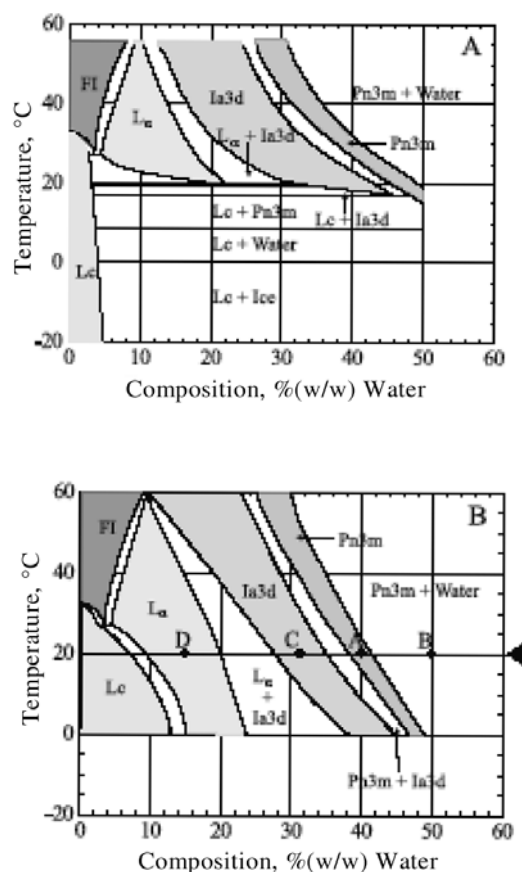 60
A
FI
Ia3d
Pn3m + Water
40
Lα
Lα + Ia3d
Pn3m
20
Lc + Pn3m
Lc + Ia3d
Lc + Water
0
Lc
Lc + Ice
-20
0 10 20 30 40 50 60
Temperature, °C
Composition, %(w/w) Water
60
B
FI
Pn3m
40
Lα
Ia3d
Pn3m + Water
20
D C A B
Lc
Lα
+
Ia3d
0
Pn3m + Ia3d
-20
0 10 20 30 40 50 60
Temperature, °C
Composition, %(w/w) Water